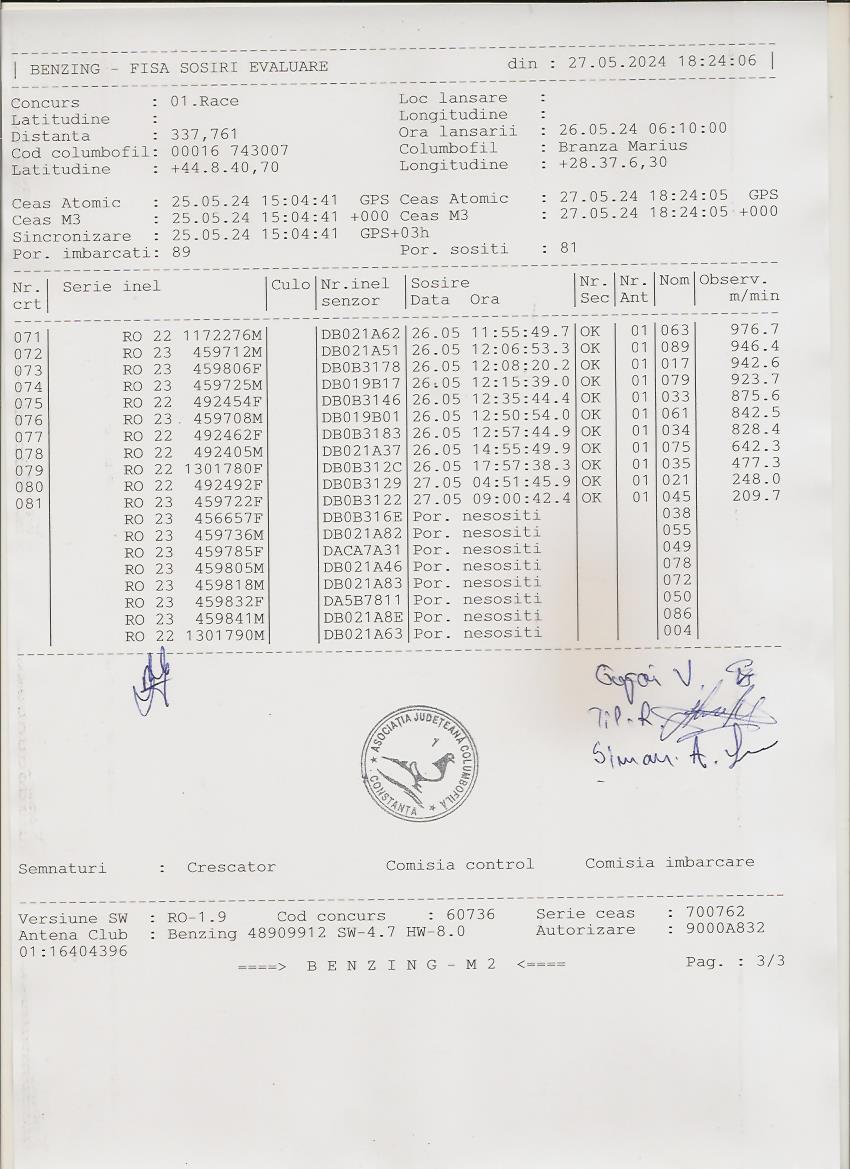 | BENZING - FISA SOSIRI EVALUARE din : 27.05.2024 18:24:06 |
Concurs : 01.Race Loc lansare :
Latitudine : Longitudine :
Distanta : 337,761 Ora lansarii : 26.05.24 06:10:00
Cod columbofil: 00016 743007 Columbofil : Branza Marius
Latitudine : +44.8.40,70 Longitudine : +28.37.6,30
Ceas Atomic : 25.05.24 15:04:41 GPS Ceas Atomic : 27.05.24 18:24:05 GPS
Ceas M3 : 25.05.24 15:04:41 +000 Ceas M3 : 27.05.24 18:24:05 +000
Sincronizare : 25.05.24 15:04:41 GPS+03h
Por. imbarcati: 89 Por. sositi : 81
Nr. Serie inel |Culo|Nr.inel |Sosire |Nr.|Nr.|Nom|Observ.
crt senzor |Data Ora |Sec|Ant| | m/min
071 RO 22 1172276M DB021A62 26.05 11:55:49.7 OK 01 063 976.7
072 RO 23 459712M DB021A51 26.05 12:06:53.3 OK 01 089 946.4
073 RO 23 459806F DB0B3178 26.05 12:08:20.2 OK 01 017 942.6
074 RO 23 459725M DB019B17 26.05 12:15:39.0 OK 01 079 923.7
075 RO 22 492454F DB0B3146 26.05 12:35:44.4 OK 01 033 875.6
076 RO 23 459708M DB019B01 26.05 12:50:54.0 OK 01 061 842.5
077 RO 22 492462F DB0B3183 26.05 12:57:44.9 OK 01 034 828.4
078 RO 22 492405M DB021A37 26.05 14:55:49.9 OK 01 075 642.3
079 RO 22 1301780F DB0B312C 26.05 17:57:38.3 OK 01 035 477.3
080 RO 22 492492F DB0B3129 27.05 04:51:45.9 OK 01 021 248.0
081 RO 23 459722F DB0B3122 27.05 09:00:42.4 OK 01 045 209.7
RO 23 456657F DB0B316E Por. nesositi 038
RO 23 459736M DB021A82 Por. nesositi 055
RO 23 459785F DACA7A31 Por. nesositi 049
RO 23 459805M DB021A46 Por. nesositi 078
RO 23 459818M DB021A83 Por. nesositi 072
RO 23 459832F DA5B7811 Por. nesositi 050
RO 23 459841M DB021A8E Por. nesositi 086
RO 22 1301790M DB021A63 Por. nesositi 004
V.
Siman. A.
ASOCIATIA JUDETEANĂ COLUMBOFILA
1
CONSTANTA
Semnaturi : Crescator Comisia control Comisia imbarcare
Versiune SW : RO-1.9 Cod concurs : 60736 Serie ceas : 700762
Antena Club : Benzing 48909912 SW-4.7 HW-8.0 Autorizare : 9000A832
01:16404396
====> B E N Z I N G - M 2 <==== Pag. : 3/3